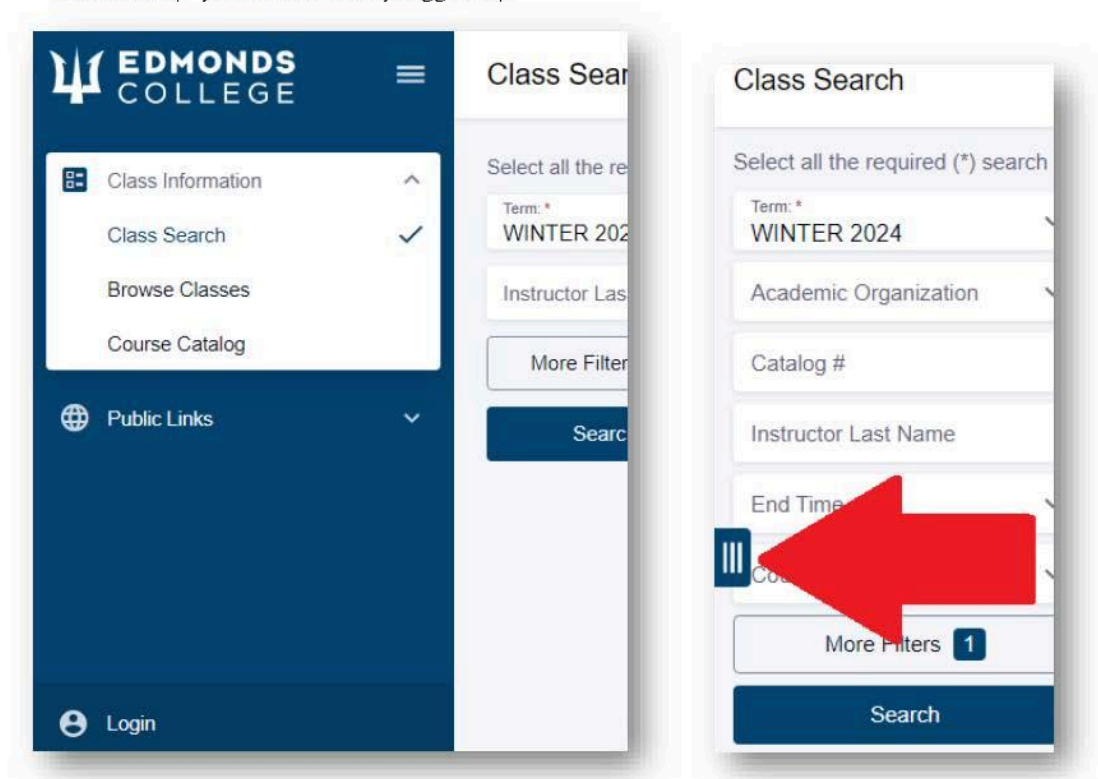 EDMONDS
COLLEGE
Class Information
Class Search
Browse Classes
Course Catalog
Public Links
Login
Class Sear
Select all the re
Term: *
WINTER 202
Instructor Las
More Filter
Searc
Class Search
Select all the required (*) search
Term: *
WINTER 2024
Academic Organization
Catalog #
Instructor Last Name
End Time
More Filters 1
Search